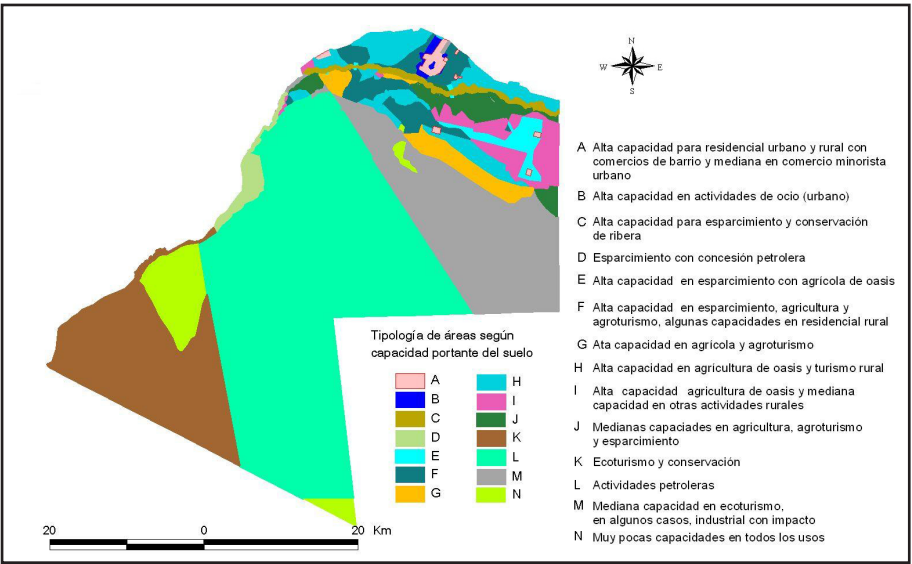 N
W E
S
A Alta capacidad para residencial urbano y rural con
comercios de barrio y mediana en comercio minorista
urbano
B Alta capacidad en actividades de ocio (urbano)
C Alta capacidad para esparcimiento y conservación
de ribera
D Esparcimiento con concesión petrolera
E Alta capacidad en esparcimiento con agrícola de oasis
F Alta capacidad en esparcimiento, agricultura y
agroturismo, algunas capacidades en residencial rural
G Ata capacidad en agrícola y agroturismo
H Alta capacidad en agricultura de oasis y turismo rural
I Alta capacidad agricultura de oasis y mediana
capacidad en otras actividades rurales
J Medianas capaciades en agricultura, agroturismo
y esparcimiento
K Ecoturismo y conservación
L Actividades petroleras
M Mediana capacidad en ecoturismo,
en algunos casos, industrial con impacto
N Muy pocas capacidades en todos los usos
Tipología de áreas según
capacidad portante del suelo
A H
B I
C J
D K
E L
F M
G N
20 0 20 Km